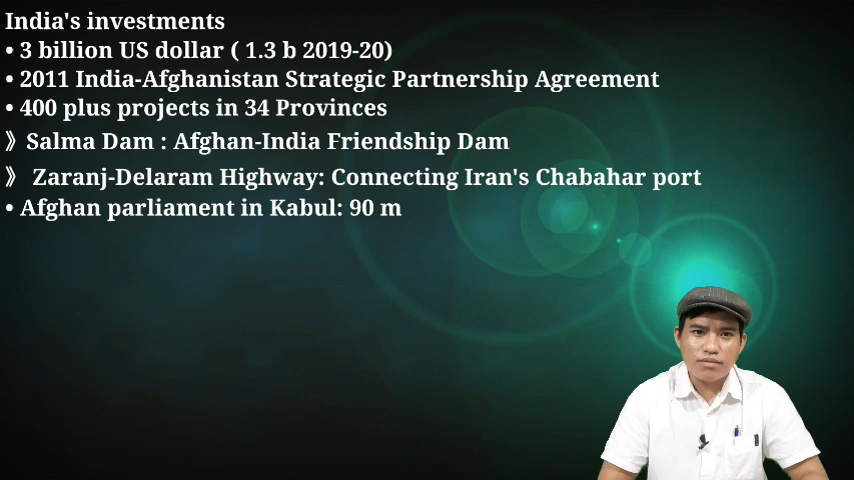 India's investments
• 3 billion US dollar ( 1.3 b 2019-20)
• 2011 India-Afghanistan Strategic Partnership Agreement
• 400 plus projects in 34 Provinces
》Salma Dam : Afghan-India Friendship Dam
》 Zaranj-Delaram Highway: Connecting Iran's Chabahar port
• Afghan parliament in Kabul: 90 m